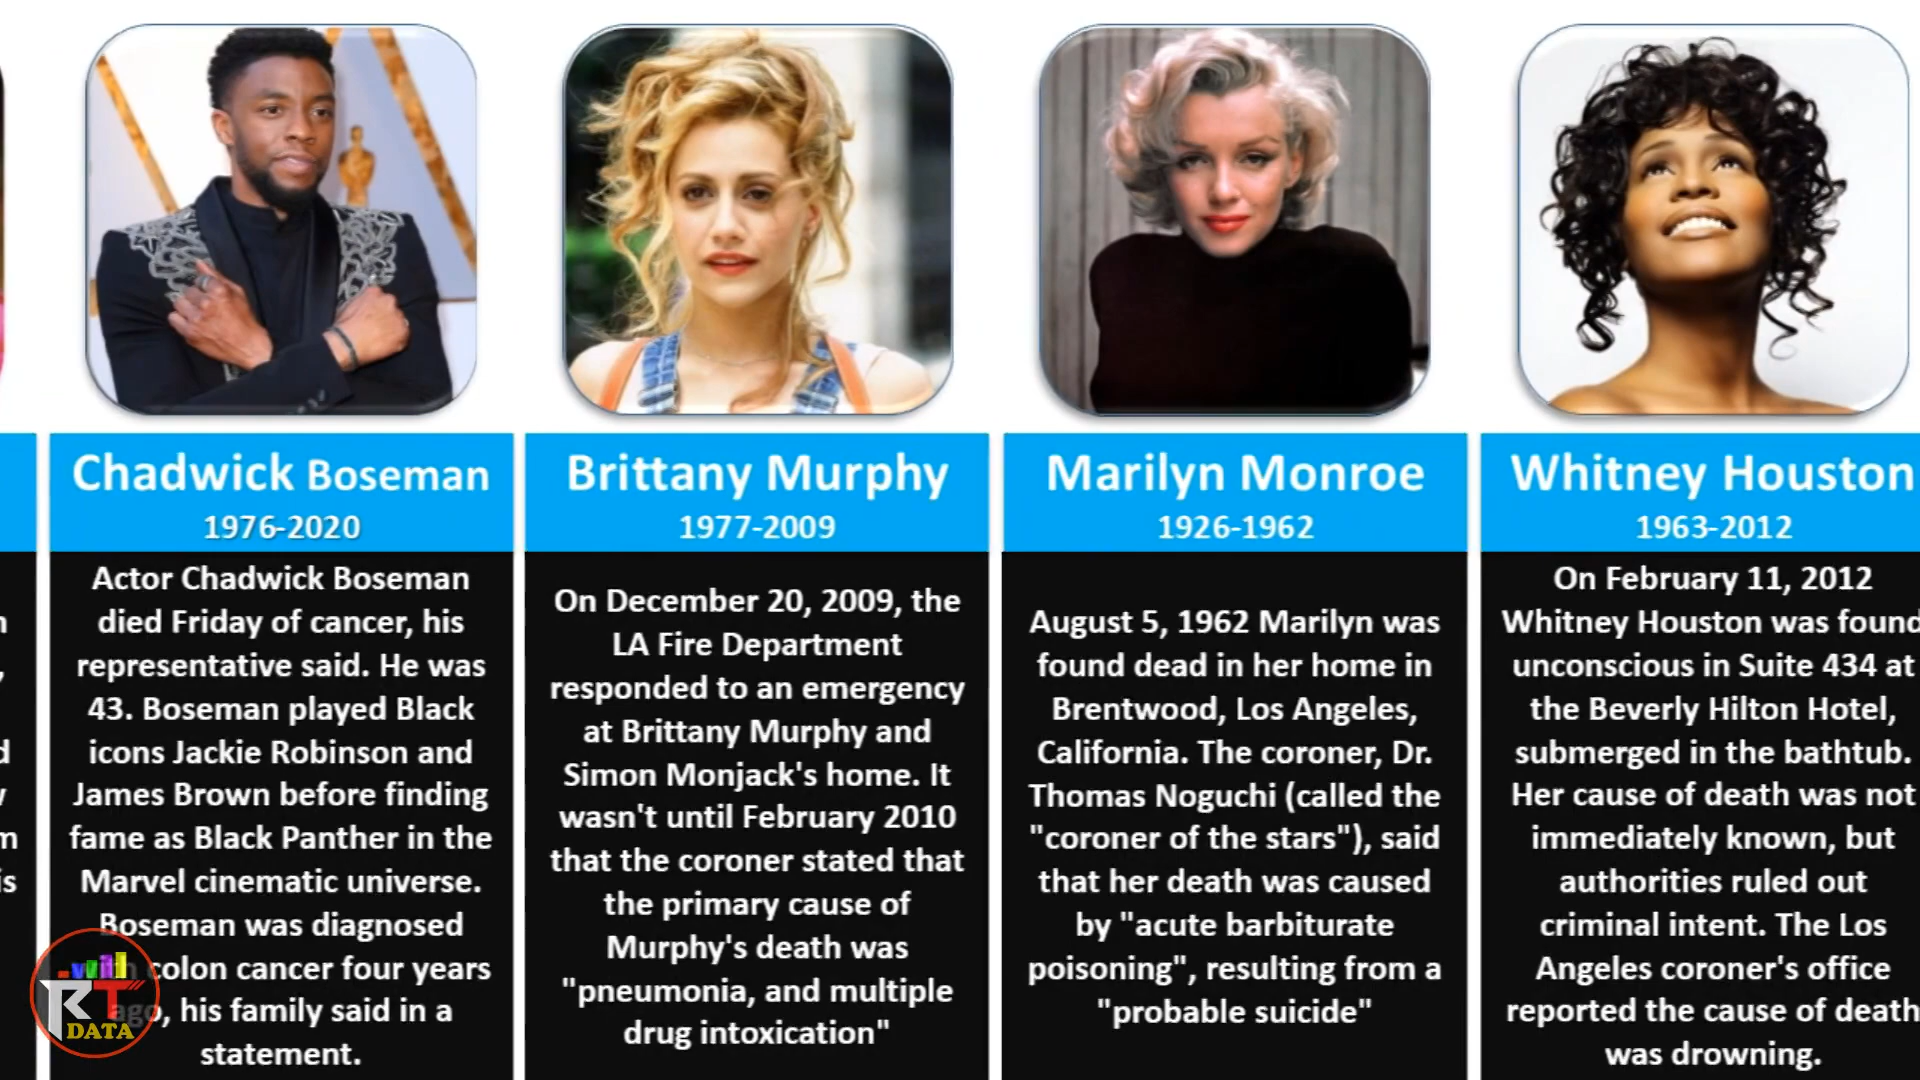 Chadwick Boseman
1976-2020
Actor Chadwick Boseman
died Friday of cancer, his
representative said. He was
43. Boseman played Black
icons Jackie Robinson and
James Brown before finding
fame as Black Panther in the
Marvel cinematic universe.
Boseman was diagnosed
with colon cancer four years
ago, his family said in a
statement.
Brittany Murphy
1977-2009
On December 20, 2009, the
LA Fire Department
responded to an emergency
at Brittany Murphy and
Simon Monjack's home. It
wasn't until February 2010
that the coroner stated that
the primary cause of
Murphy's death was
"pneumonia, and multiple
drug intoxication"
Marilyn Monroe
1926-1962
August 5, 1962 Marilyn was
found dead in her home in
Brentwood, Los Angeles,
California. The coroner, Dr.
Thomas Noguchi (called the
"coroner of the stars"), said
that her death was caused
by "acute barbiturate
poisoning", resulting from a
"probable suicide"
Whitney Houston
1963-2012
On February 11, 2012
Whitney Houston was found
unconscious in Suite 434 at
the Beverly Hilton Hotel,
submerged in the bathtub.
Her cause of death was not
immediately known, but
authorities ruled out
criminal intent. The Los
Angeles coroner's office
reported the cause of death
was drowning.
RT
DATA